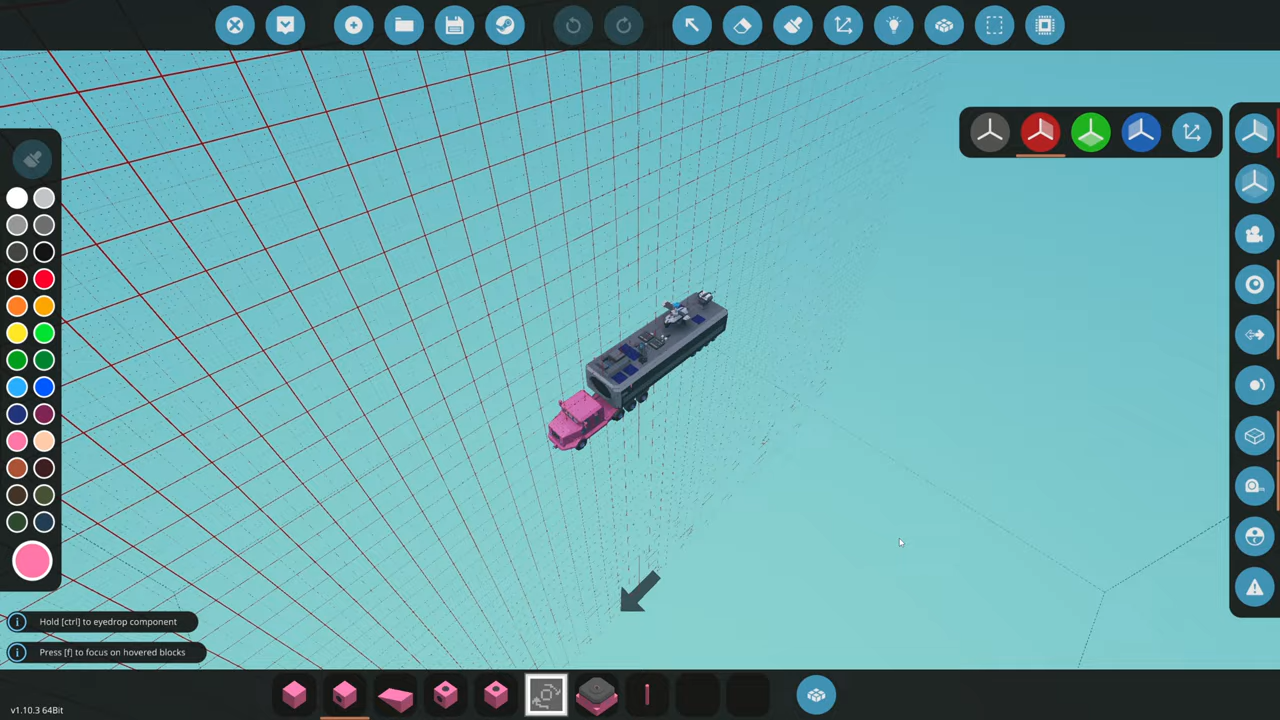 Hold [ctrl] to eyedrop component
Press [f] to focus on hovered blocks
v1.10.3 64Bit